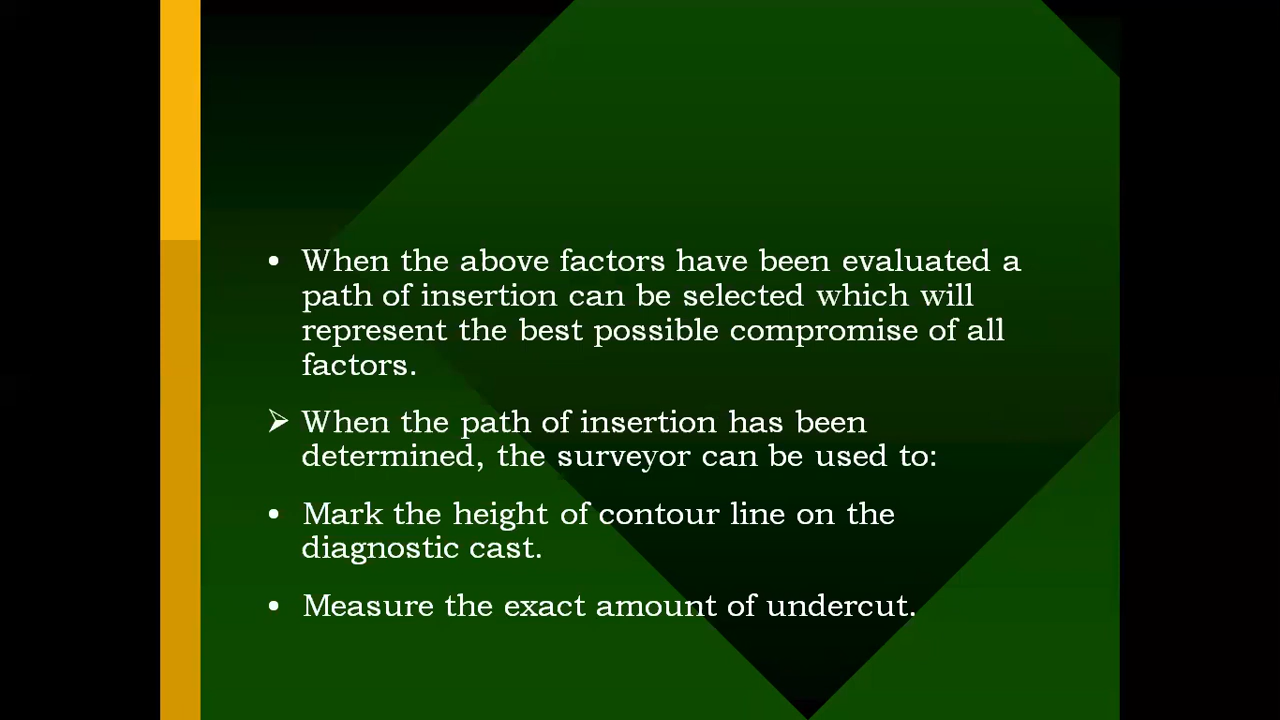 • When the above factors have been evaluated a
path of insertion can be selected which will
represent the best possible compromise of all
factors.
➢ When the path of insertion has been
determined, the surveyor can be used to:
• Mark the height of contour line on the
diagnostic cast.
• Measure the exact amount of undercut.